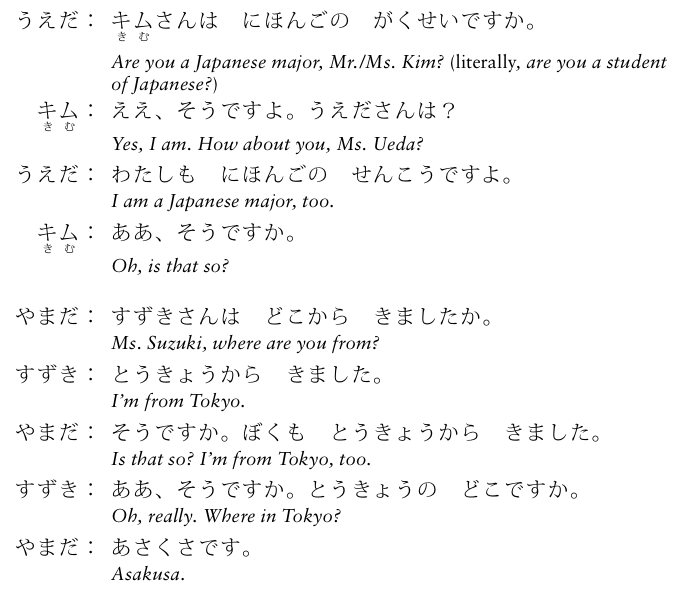 うえだ： キムさんは　にほんごの　がくせいですか。
きむ
Are you a Japanese major, Mr./Ms. Kim? (literally, are you a student
of Japanese?)
キム： ええ、そうですよ。うえださんは？
きむ
Yes, I am. How about you, Ms. Ueda?
うえだ： わたしも　にほんごの　せんこうですよ。
I am a Japanese major, too.
キム： ああ、そうですか。
きむ
Oh, is that so?
やまだ： すずきさんは　どこから　きましたか。
Ms. Suzuki, where are you from?
すずき： とうきょうから　きました。
I'm from Tokyo.
やまだ： そうですか。ぼくも　とうきょうから　きました。
Is that so? I'm from Tokyo, too.
すずき： ああ、そうですか。とうきょうの　どこですか。
Oh, really. Where in Tokyo?
やまだ： あさくさです。
Asakusa.